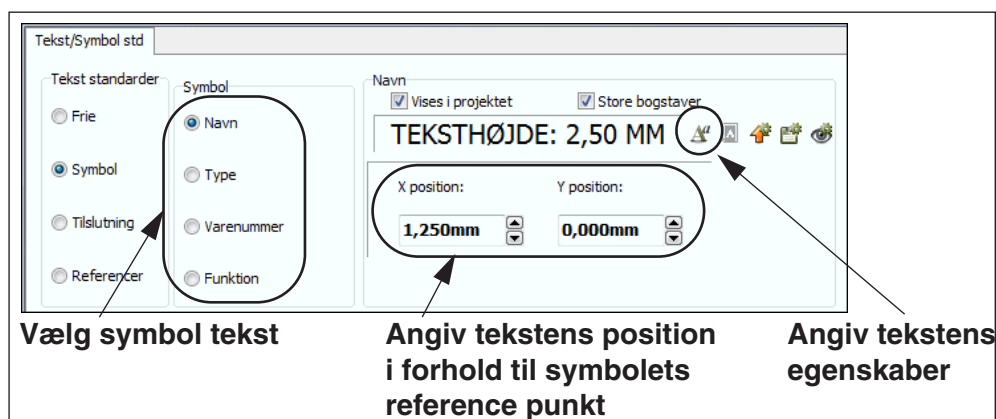 Tekst/Symbol std
Tekst standarder
Frie
Symbol
Tilslutning
Referencer
Symbol
Navn
Type
Varenummer
Funktion
Navn
Vises i projektet Store bogstaver
TEKSTHØJDE: 2,50 MM
X position: Y position:
1,250mm 0,000mm
Vælg symbol tekst
Angiv tekstens position
i forhold til symbolets
reference punkt
Angiv tekstens
egenskaber